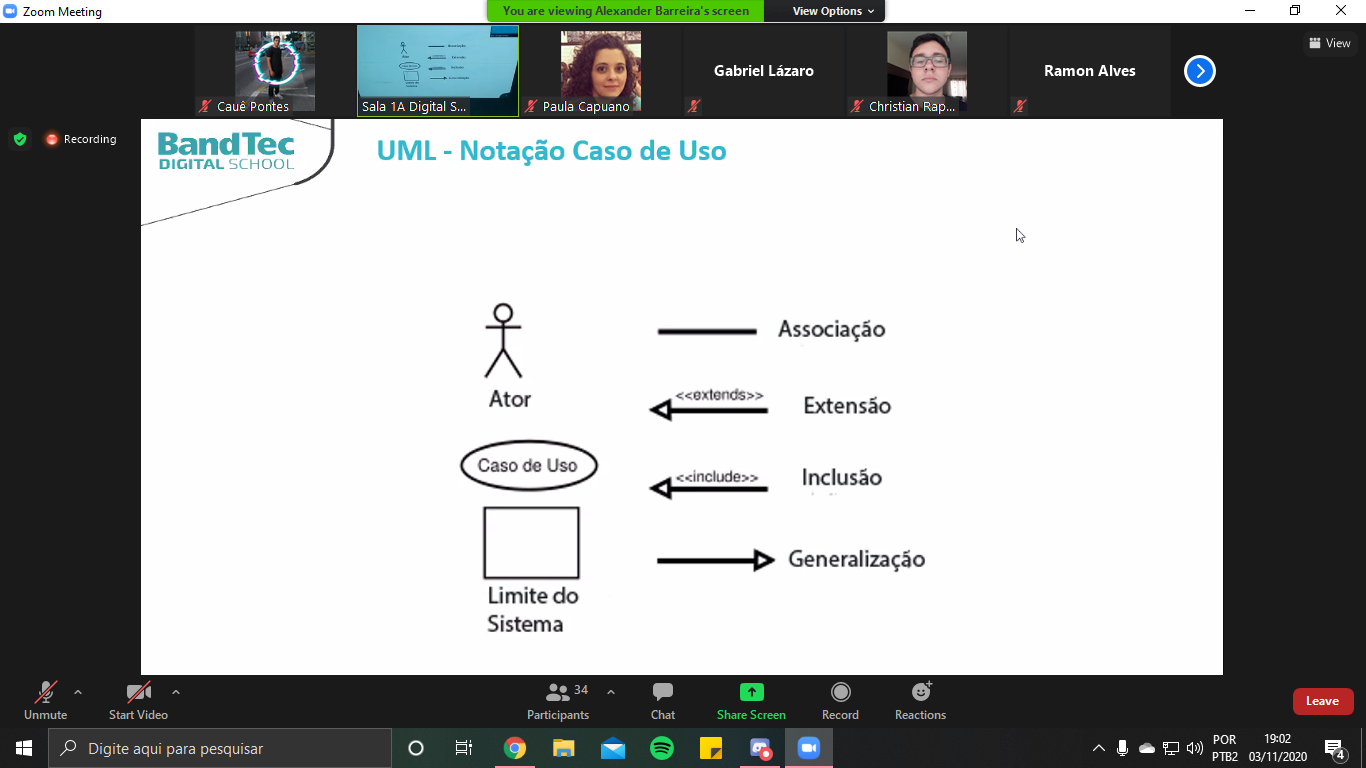 Zoom Meeting
You are viewing Alexander Barreira's screen
View Options
Cauê Pontes
Sala 1A Digital S...
Paula Capuano
Gabriel Lázaro
Christian Rap...
Ramon Alves
View
Recording
BandTec
DIGITAL SCHOOL
UML - Notação Caso de Uso
Ator
Associação
<<extends>>
Extensão
Caso de Uso
<<include>>
Inclusão
Generalização
Limite do
Sistema
Unmute
Start Video
34
Participants
Chat
Share Screen
Record
Reactions
Leave
Digite aqui para pesquisar
POR
PTB2
19:02
03/11/2020
4